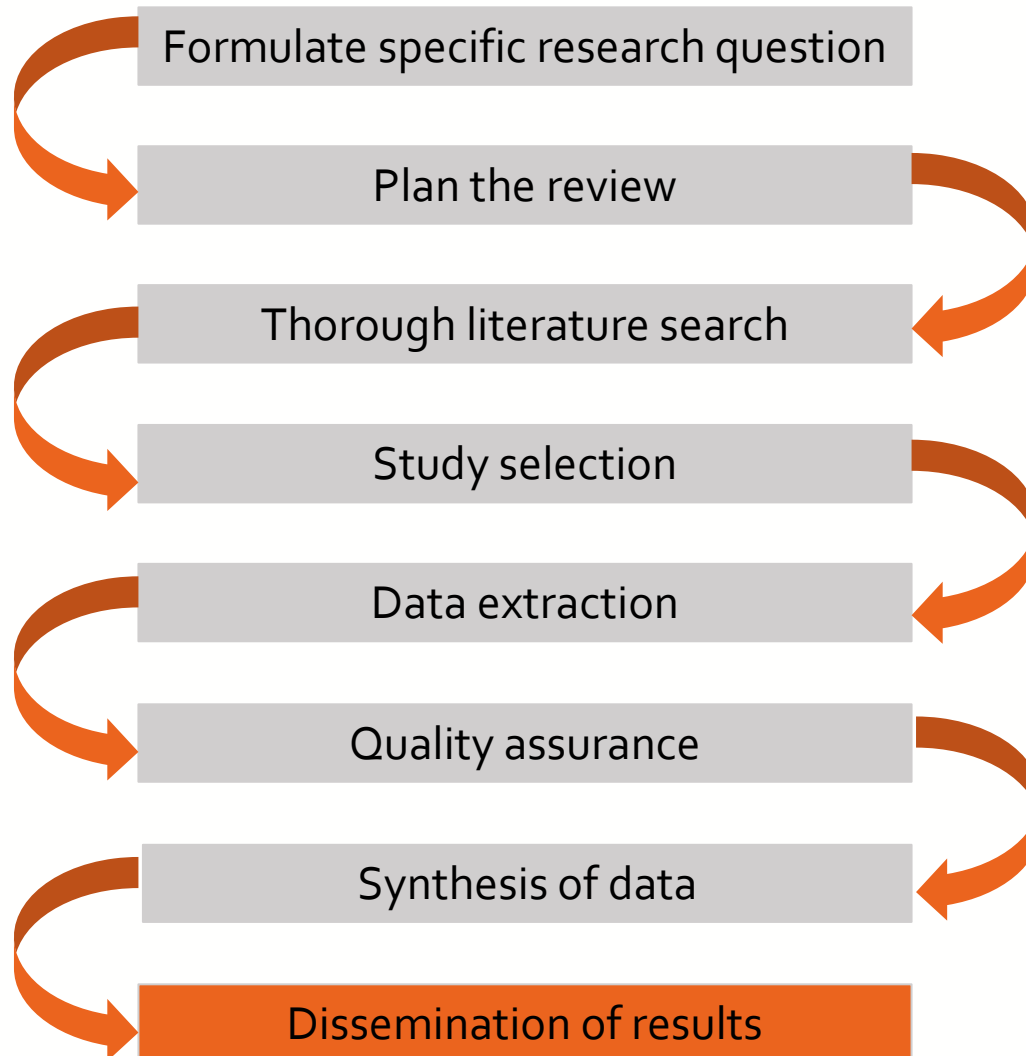 Formulate specific research question
Plan the review
Thorough literature search
Study selection
Data extraction
Quality assurance
Synthesis of data
Dissemination of results